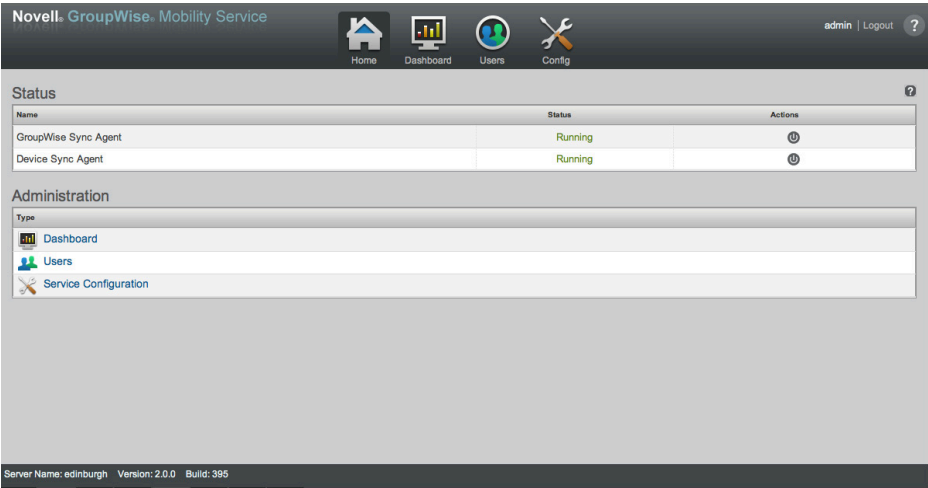 Novell® GroupWise® Mobility Service
Home
Dashboard
Users
Config
admin | Logout ?
Status
?
Name Status Actions
GroupWise Sync Agent Running
Device Sync Agent Running
Administration
Type
Dashboard
Users
Service Configuration
Server Name: edinburgh Version: 2.0.0 Build: 395